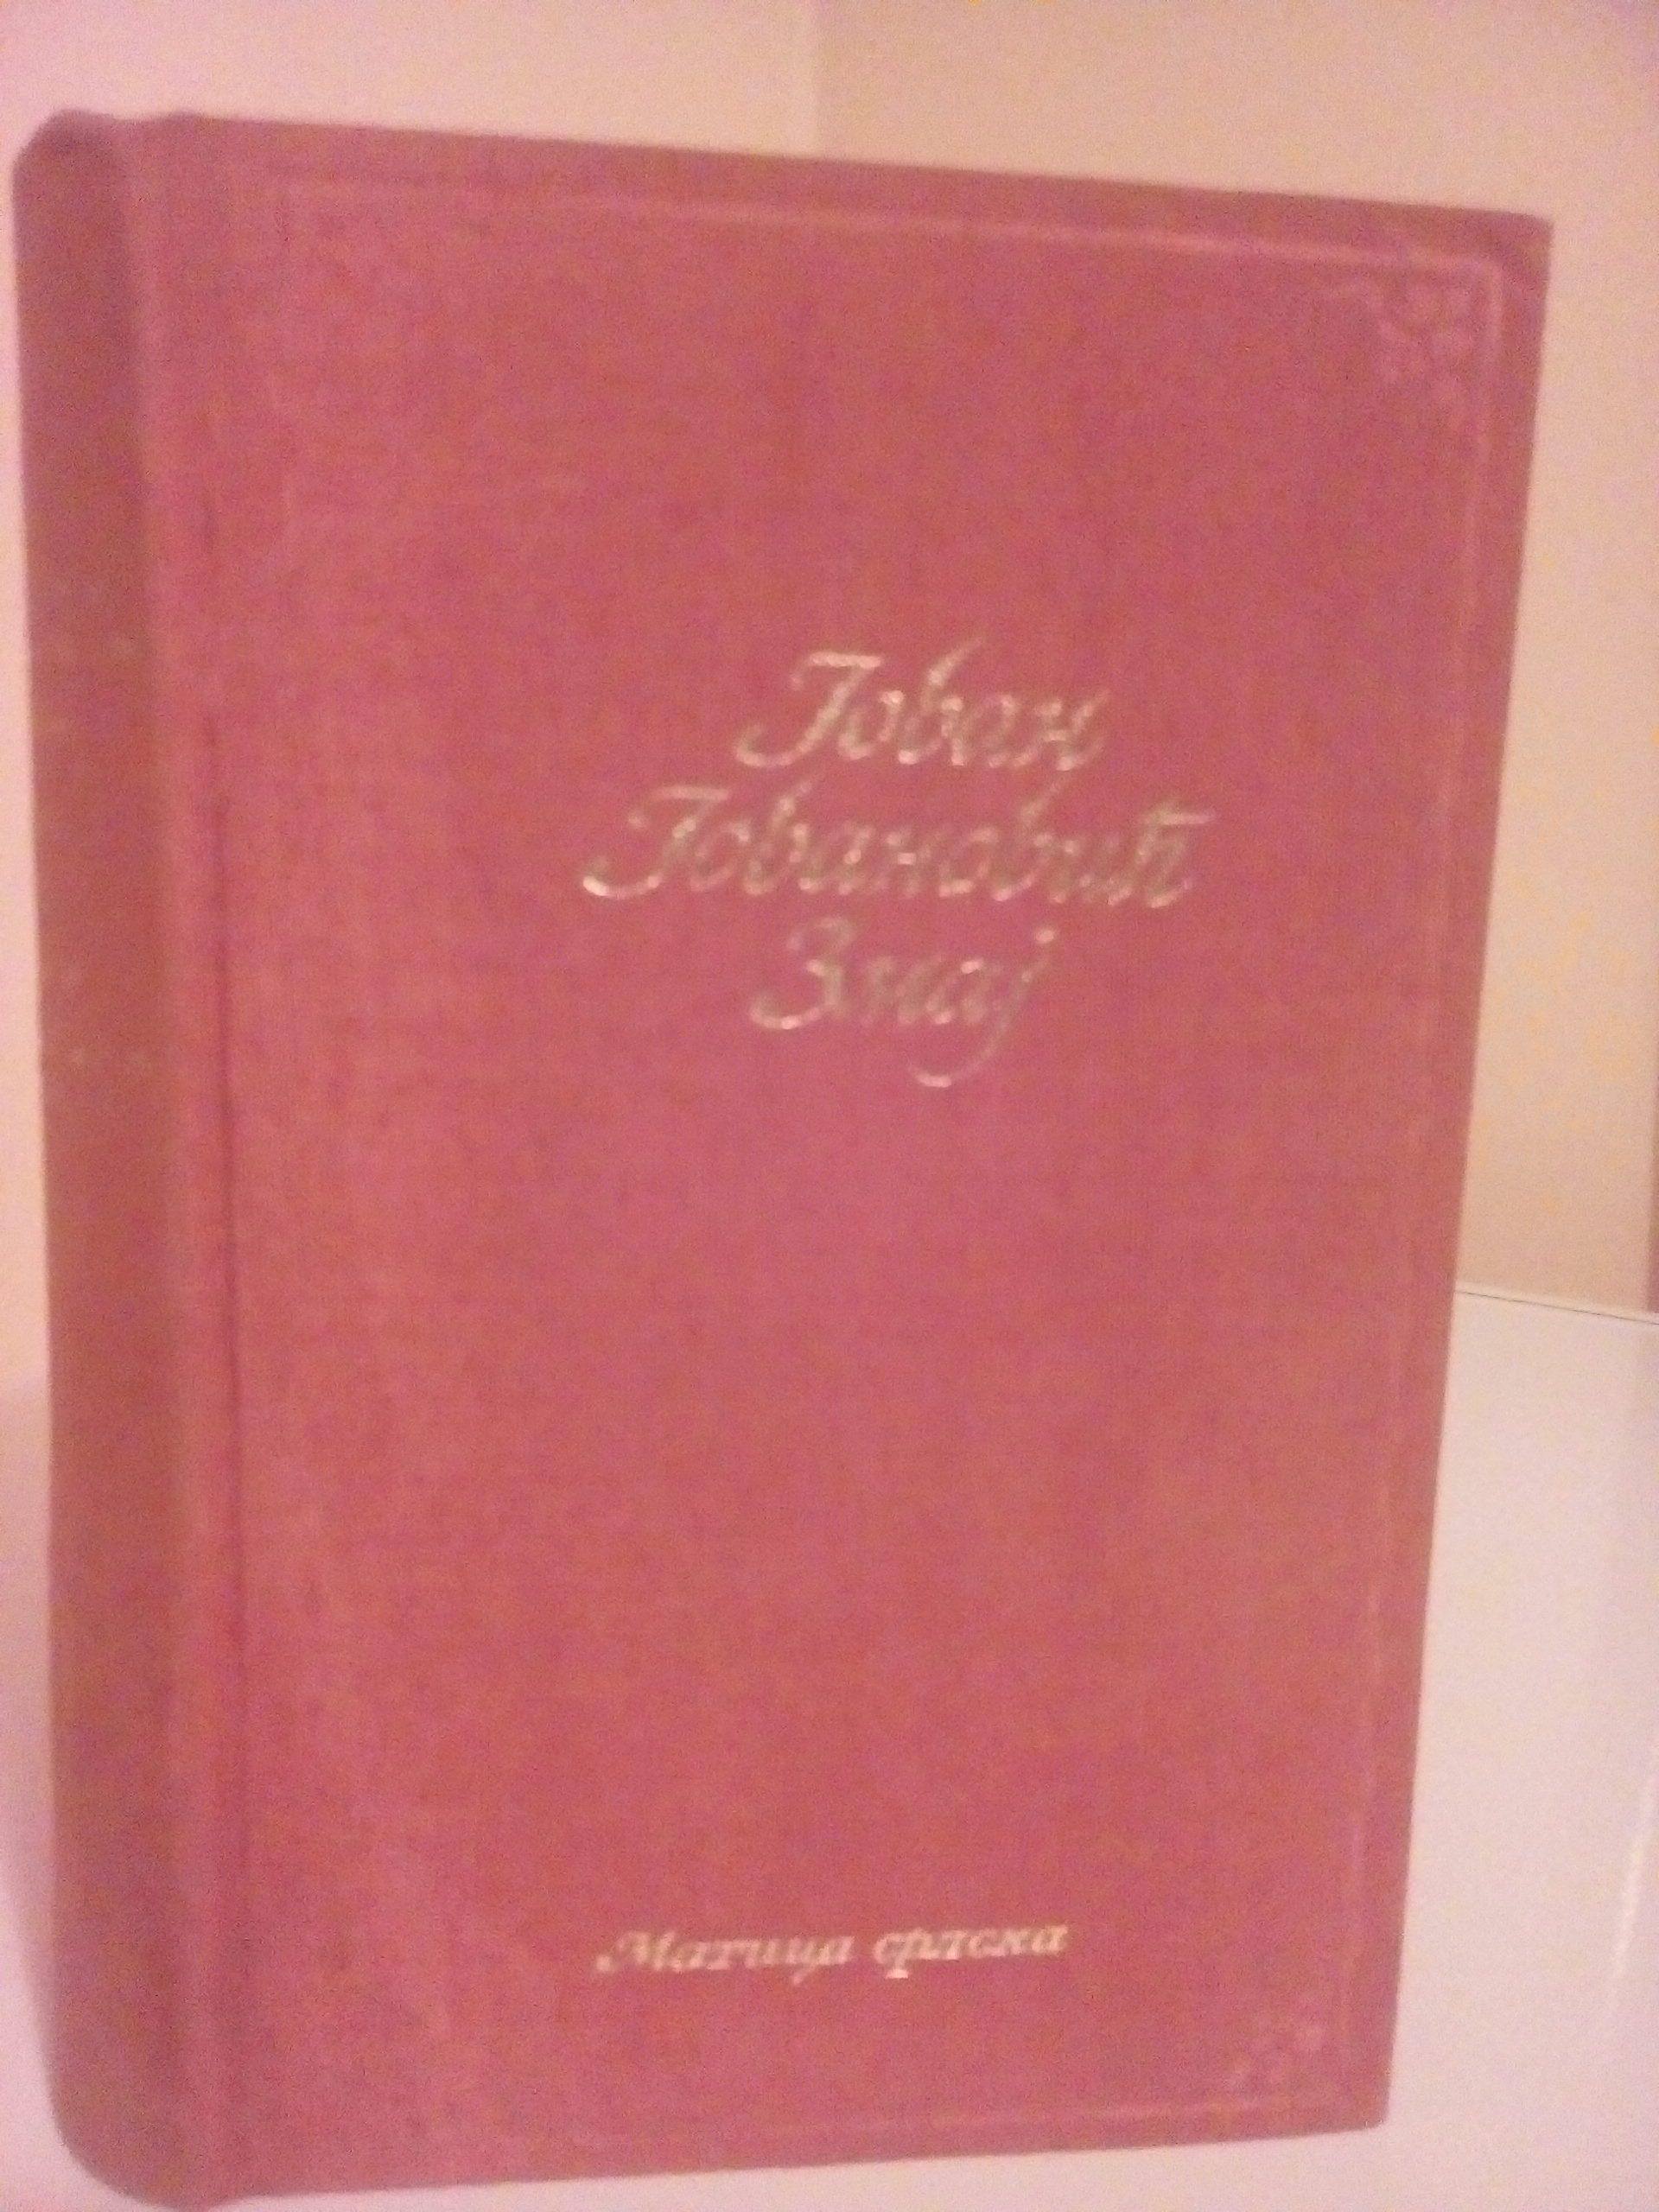 Јован
Јовановић
Змај
Матица српска